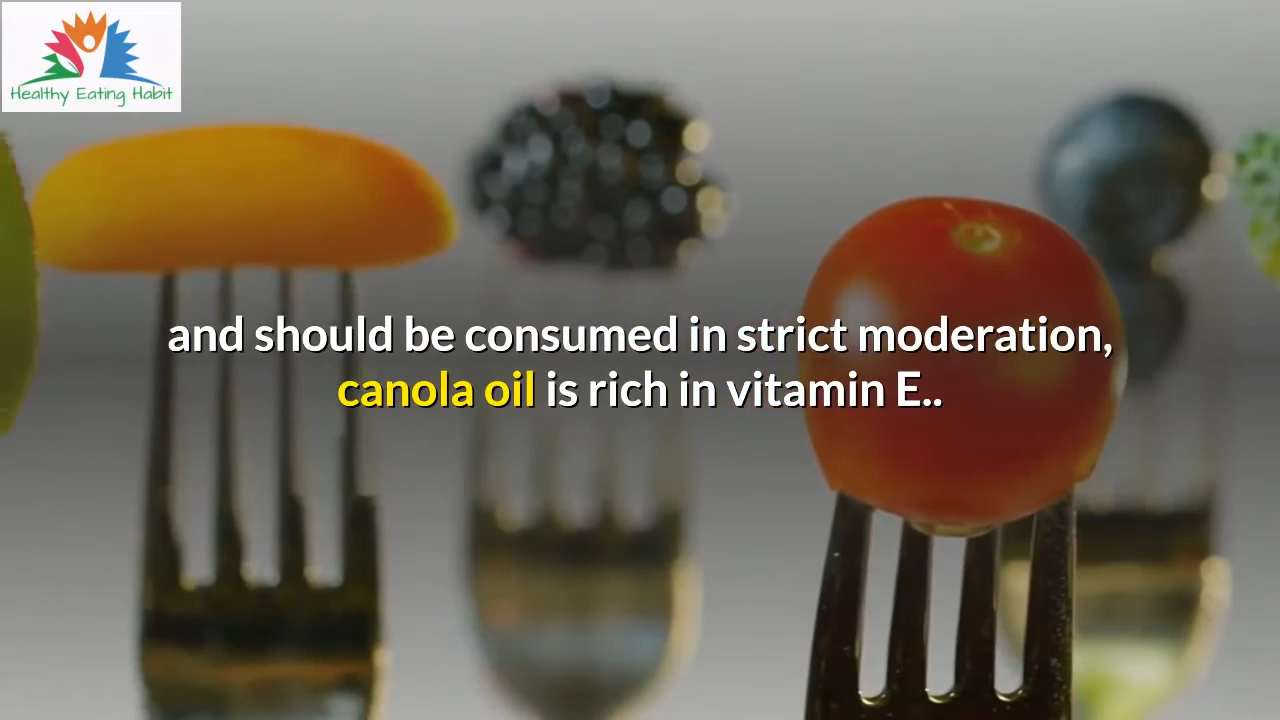 Healthy Eating Habit
and should be consumed in strict moderation,
canola oil is rich in vitamin E..